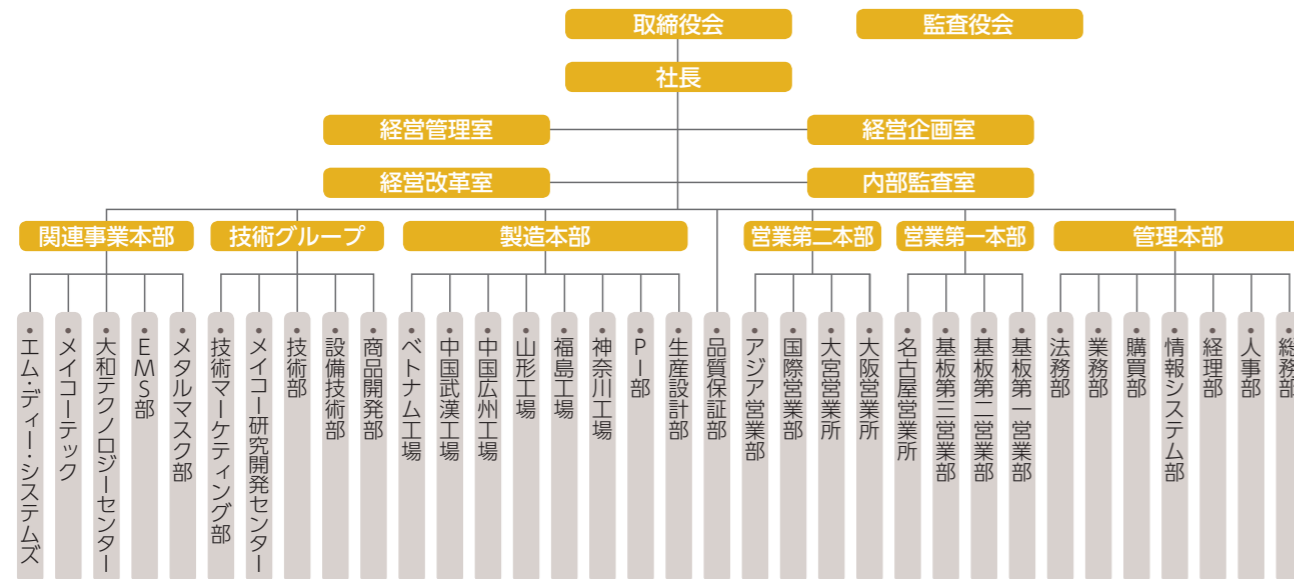 取締役会
監査役会
社長
経営管理室
経営企画室
経営改革室
内部監査室
関連事業本部
技術グループ
製造本部
営業第二本部
営業第一本部
管理本部
・エム・ディー・システムズ
・メイコーテック
・大和テクノロジーセンター
・EMS部
・メタルマスク部
・技術マーケティング部
・メイコー研究開発センター
・技術部
・設備技術部
・商品開発部
・ベトナム工場
・中国武漢工場
・中国広州工場
・山形工場
・福島工場
・神奈川工場
・PI部
・生産設計部
・品質保証部
・アジア営業部
・国際営業部
・大宮営業所
・大阪営業所
・名古屋営業所
・基板第三営業部
・基板第二営業部
・基板第一営業部
・法務部
・業務部
・購買部
・情報システム部
・経理部
・人事部
・総務部